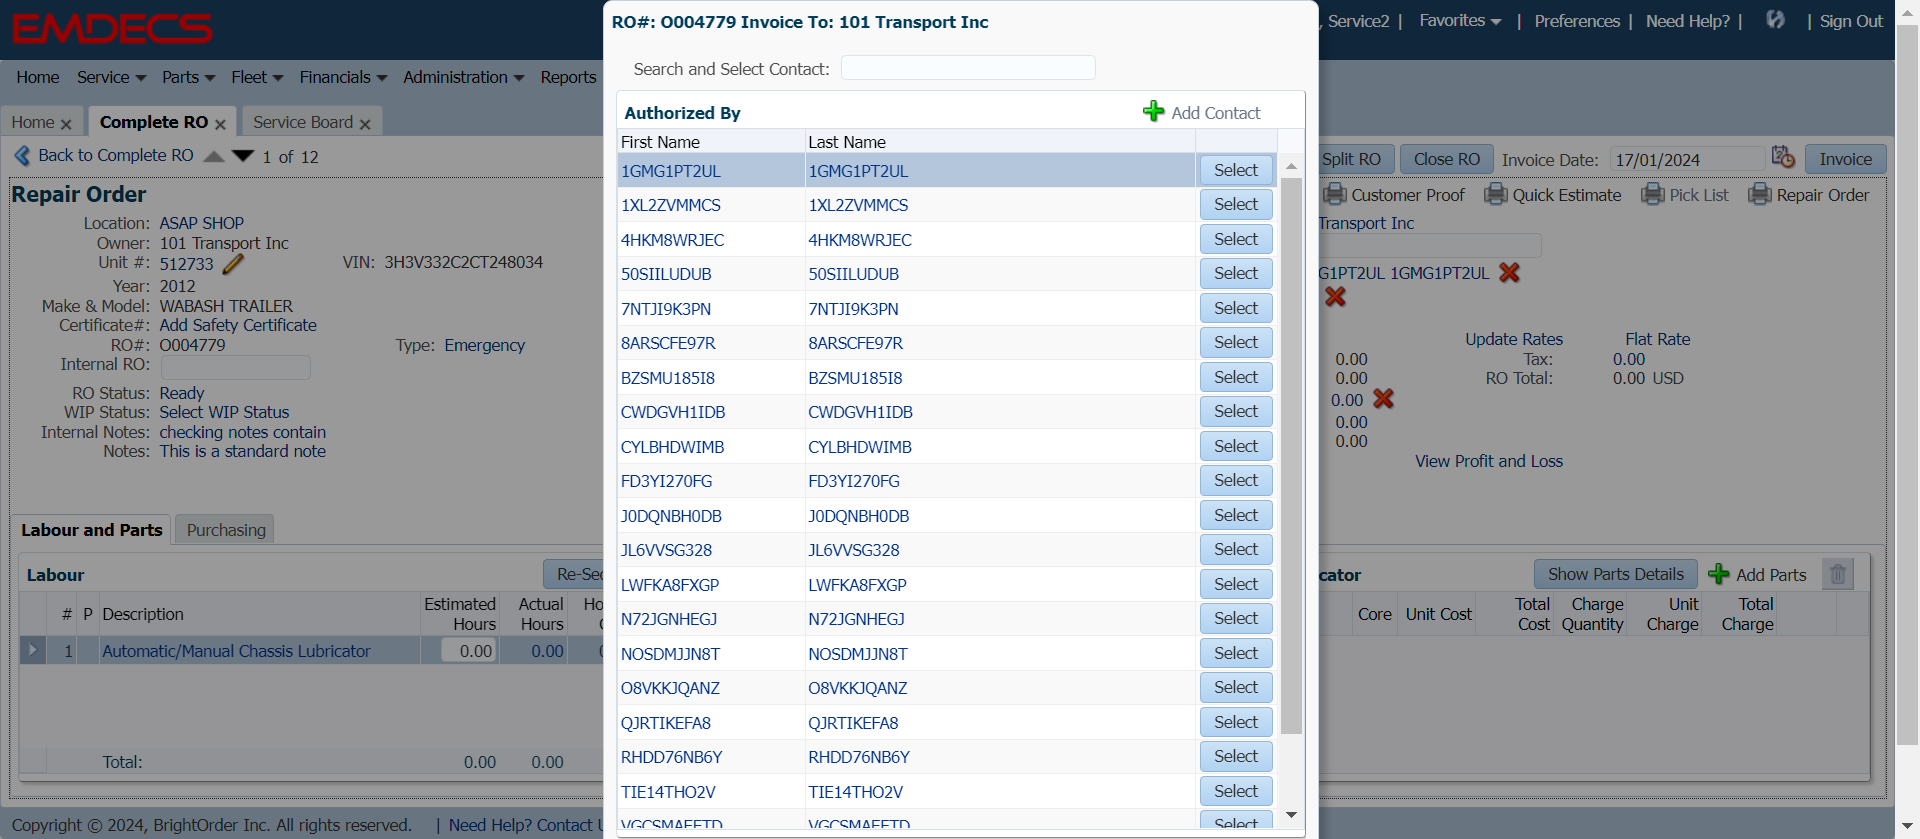 EMDECS
RO#: O004779 Invoice To: 101 Transport Inc
, Service2 | Favorites | Preferences | Need Help? | | Sign Out
Search and Select Contact:
Home Service Parts Fleet Financials Administration Reports
Home Complete RO Service Board
Authorized By Add Contact
First Name Last Name
1GMG1PT2UL 1GMG1PT2UL Select
1XL2ZVMMCS 1XL2ZVMMCS Select
4HKM8WRJEC 4HKM8WRJEC Select
50SIILUDUB 50SIILUDUB Select
7NTJI9K3PN 7NTJI9K3PN Select
8ARSCFE97R 8ARSCFE97R Select
BZSMU185I8 BZSMU185I8 Select
CWDGVH1IDB CWDGVH1IDB Select
CYLBHDWIMB CYLBHDWIMB Select
FD3YI270FG FD3YI270FG Select
J0DQNBH0DB J0DQNBH0DB Select
JL6VVSG328 JL6VVSG328 Select
LWFKA8FXGP LWFKA8FXGP Select
N72JGNHEGJ N72JGNHEGJ Select
NOSDMJJN8T NOSDMJJN8T Select
O8VKKJQANZ O8VKKJQANZ Select
QJRTIKEFA8 QJRTIKEFA8 Select
RHDD76NB6Y RHDD76NB6Y Select
TIE14THO2V TIE14THO2V Select
Select
Back to Complete RO 1 of 12
Repair Order
Location: ASAP SHOP
Owner: 101 Transport Inc
Unit #: 512733 VIN: 3H3V332C2CT248034
Year: 2012
Make & Model: WABASH TRAILER
Certificate#: Add Safety Certificate
RO#: O004779 Type: Emergency
Internal RO:
RO Status: Ready
WIP Status: Select WIP Status
Internal Notes: checking notes contain
Notes: This is a standard note
Split RO Close RO Invoice Date: 17/01/2024 Invoice
Customer Proof Quick Estimate Pick List Repair Order
Transport Inc
G1PT2UL 1GMG1PT2UL
Update Rates Flat Rate
0.00 Tax: 0.00
0.00 RO Total: 0.00 USD
0.00
0.00
0.00
View Profit and Loss
Labour and Parts Purchasing
Labour Re-Sec
# P Description Estimated Hours Actual Hours Ho
1 Automatic/Manual Chassis Lubricator 0.00 0.00
Total: 0.00 0.00
cator Show Parts Details Add Parts
Core Unit Cost Total Cost Charge Quantity Unit Charge Total Charge
Copyright © 2024, BrightOrder Inc. All rights reserved. | Need Help? Contact U